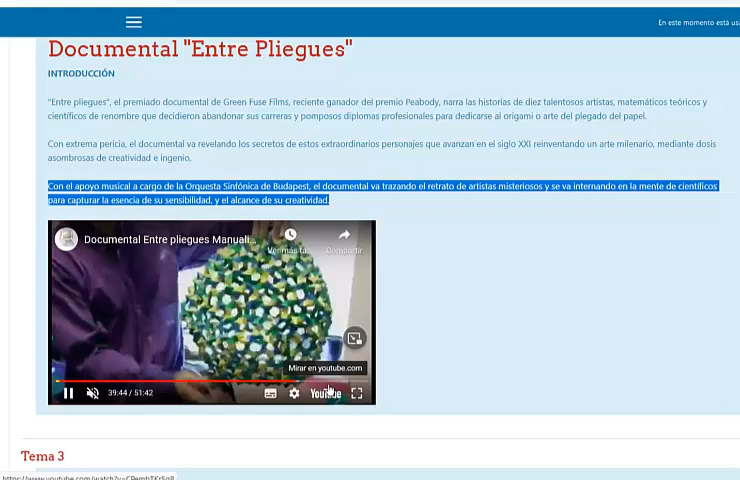 En este momento está us
Documental "Entre Pliegues"
INTRODUCCIÓN
"Entre pliegues", el premiado documental de Green Fuse Films, reciente ganador del premio Peabody, narra las historias de diez talentosos artistas, matemáticos teóricos y
científicos de renombre que decidieron abandonar sus carreras y pomposos diplomas profesionales para dedicarse al origami o arte del plegado del papel.
Con extrema pericia, el documental va revelando los secretos de estos extraordinarios personajes que avanzan en el siglo XXI reinventando un arte milenario, mediante dosis
asombrosas de creatividad e ingenio.
Con el apoyo musical a cargo de la Orquesta Sinfónica de Budapest, el documental va trazando el retrato de artistas misteriosos y se va internando en la mente de científicos
para capturar la esencia de su sensibilidad, y el alcance de su creatividad.
Documental Entre pliegues Manuali...
Ver más ta...
Compartir
Mirar en youtube.com
39:44 / 51:42
YouTube
Tema 3